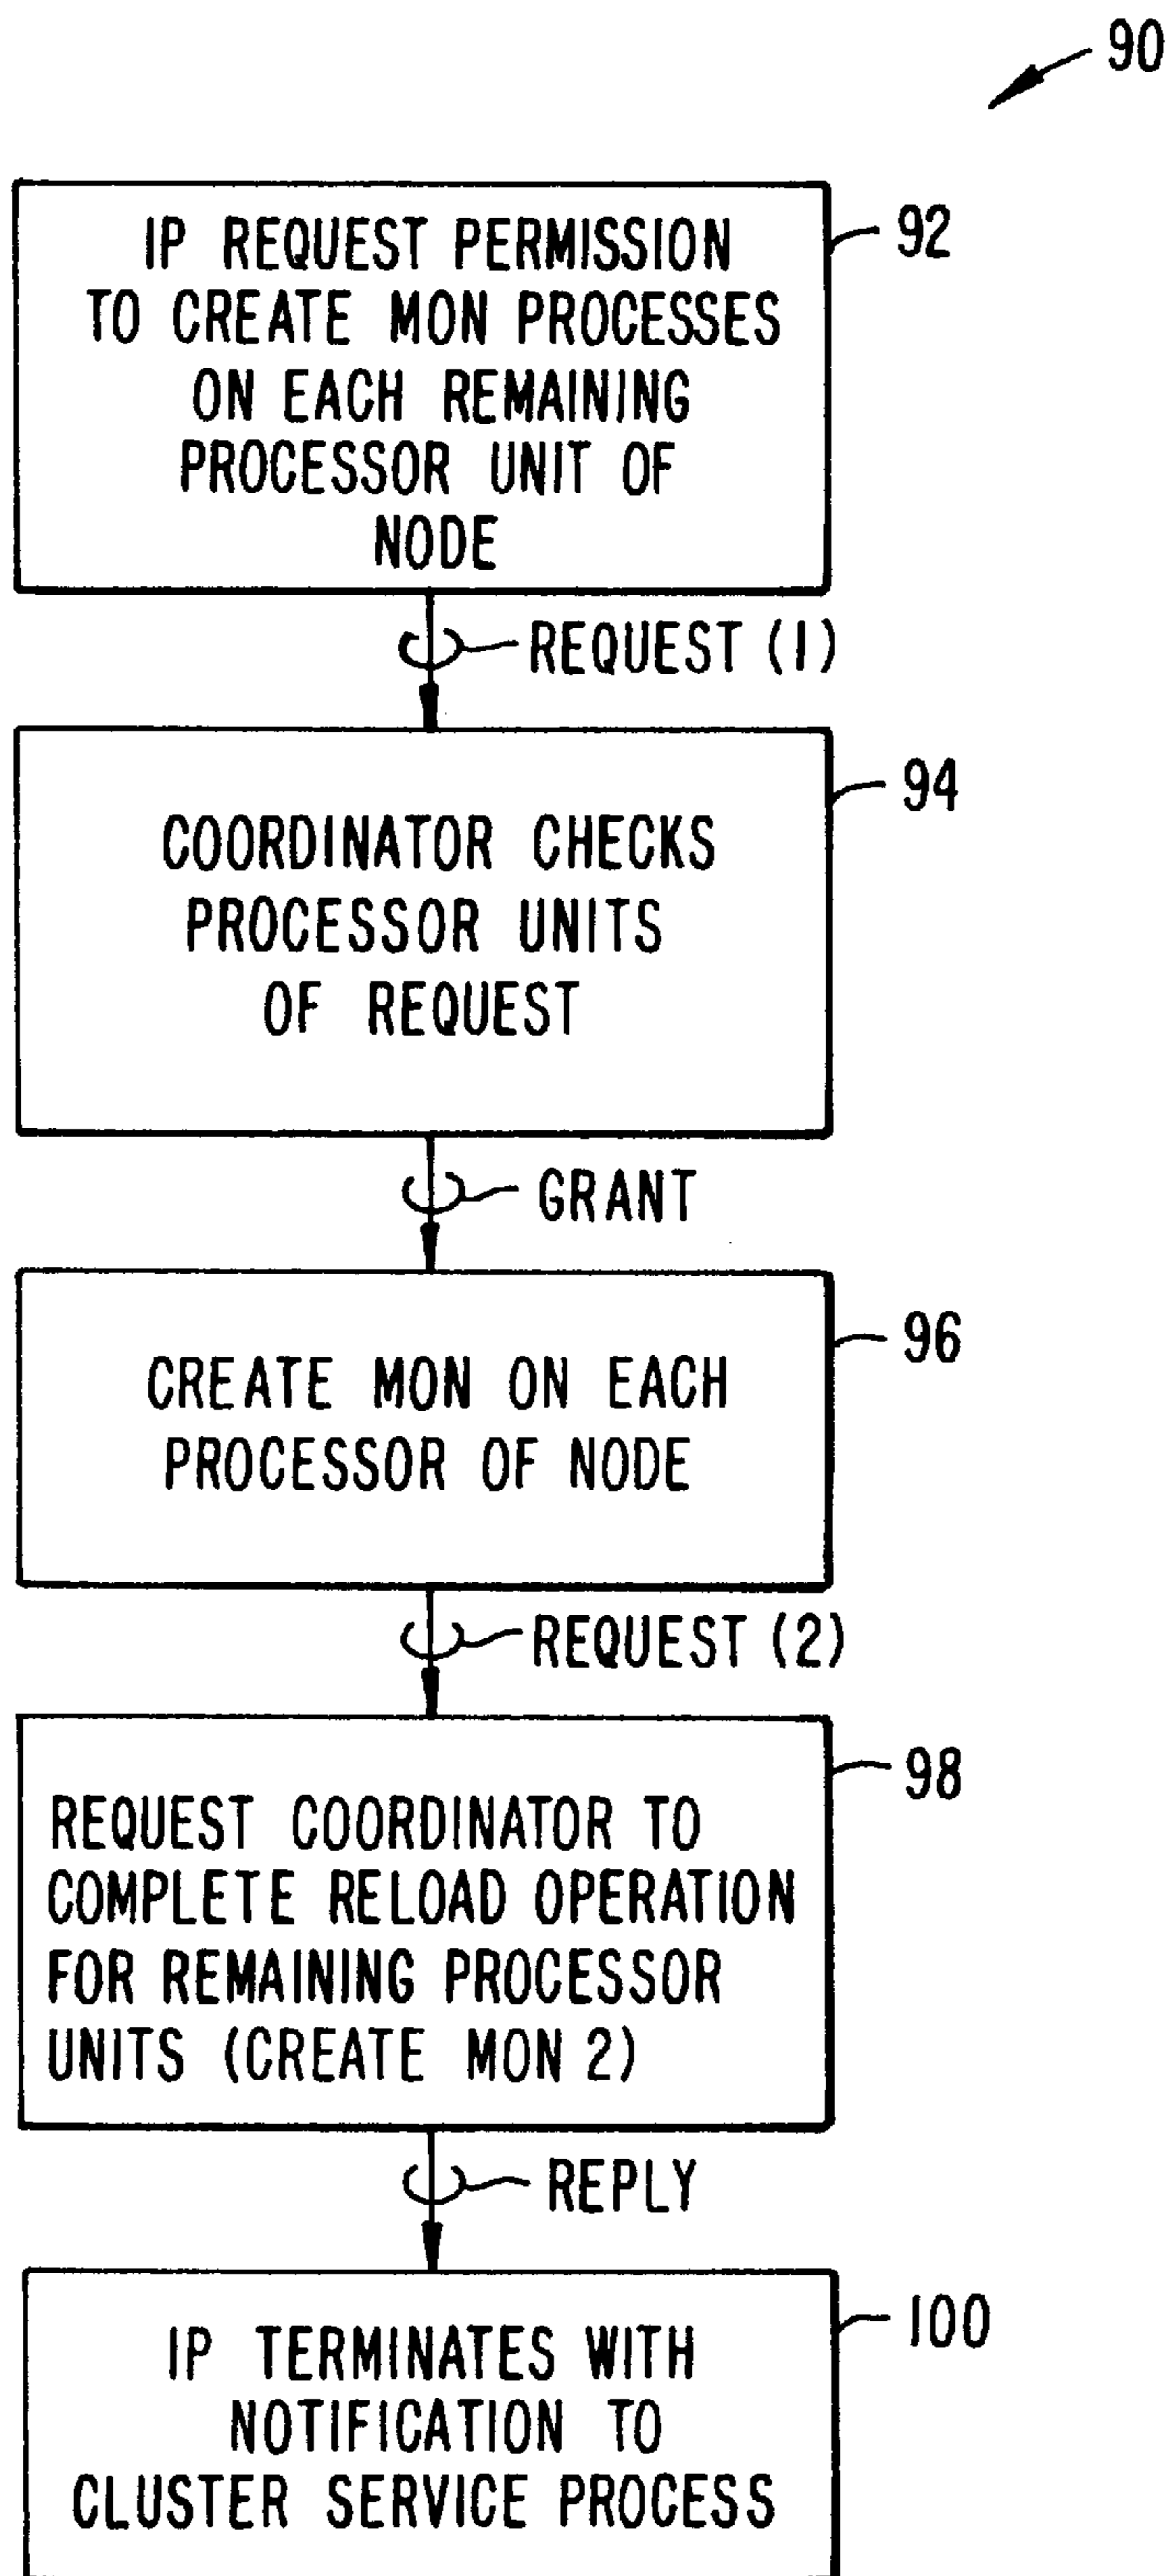 90
IP REQUEST PERMISSION
TO CREATE MON PROCESSES
ON EACH REMAINING
PROCESSOR UNIT OF
NODE
92
REQUEST (1)
94
COORDINATOR CHECKS
PROCESSOR UNITS
OF REQUEST
GRANT
96
CREATE MON ON EACH
PROCESSOR OF NODE
REQUEST (2)
98
REQUEST COORDINATOR TO
COMPLETE RELOAD OPERATION
FOR REMAINING PROCESSOR
UNITS (CREATE MON 2)
REPLY
100
IP TERMINATES WITH
NOTIFICATION TO
CLUSTER SERVICE PROCESS